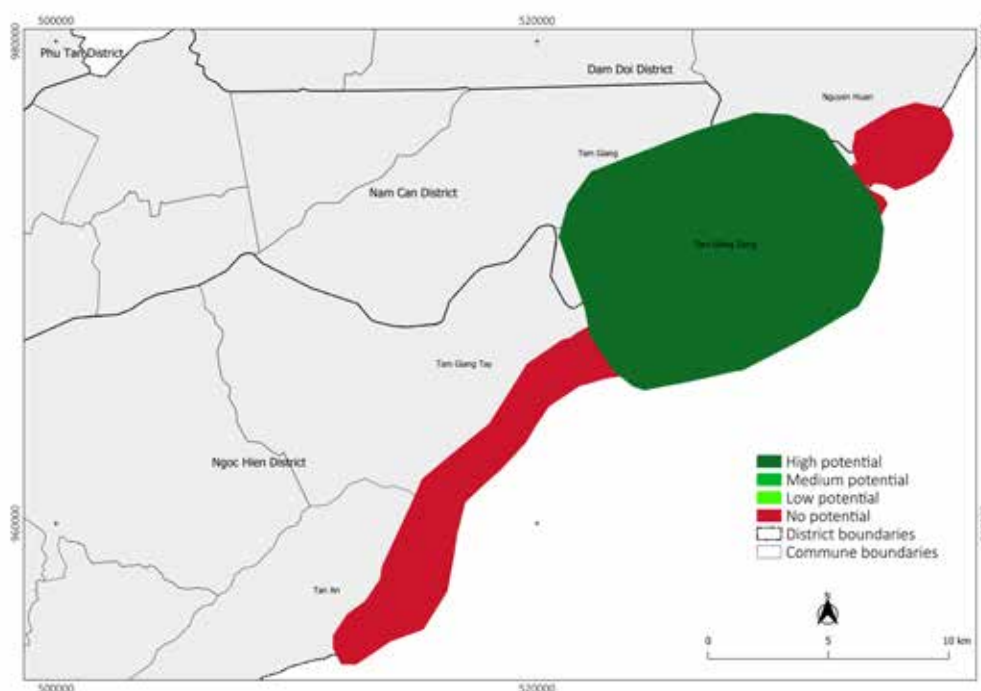 500000
520000
980000
Phu Tan District
Dam Doi District
Nguyen Huan
Tam Giang
Nam Can District
Tam Giang Dong
Tam Giang Tay
Ngoc Hien District
High potential
Medium potential
Low potential
No potential
District boundaries
Commune boundaries
960000
Tan An
N
0
5
10 km
500000
520000